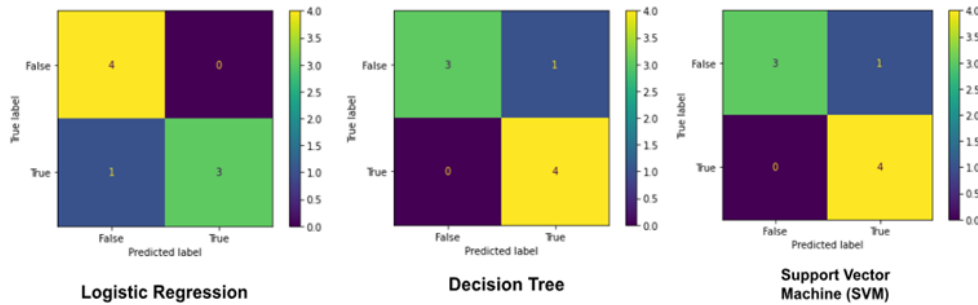 4.0
3.5
3.0
2.5
2.0
1.5
1.0
0.5
0.0
False
True
True label
4
0
1
3
False
True
Predicted label
Logistic Regression
4.0
3.5
3.0
2.5
2.0
1.5
1.0
0.5
0.0
False
True
True label
3
1
0
4
False
True
Predicted label
Decision Tree
4.0
3.5
3.0
2.5
2.0
1.5
1.0
0.5
0.0
False
True
True label
3
1
0
4
False
True
Predicted label
Support Vector
Machine (SVM)